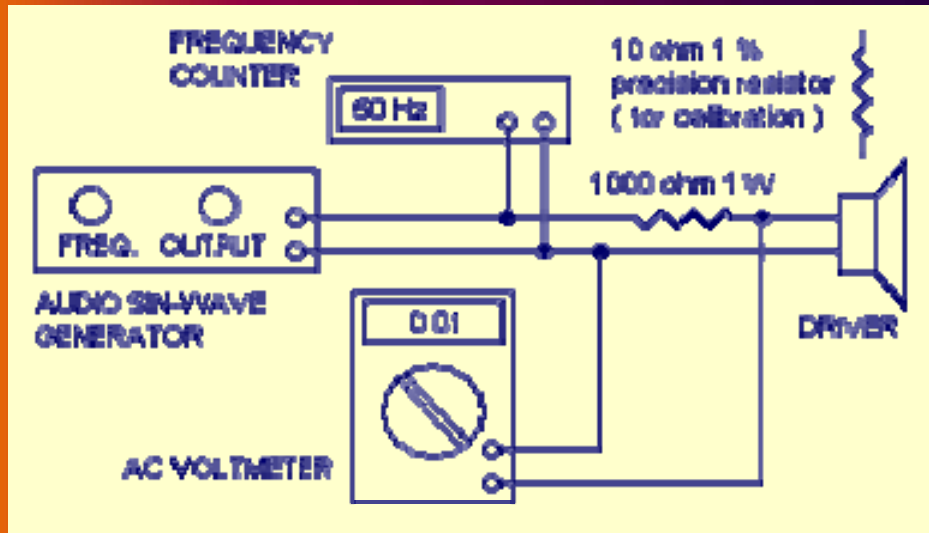 FREQUENCY
COUNTER
60 Hz
10 ohm 1 %
precision resistor
( for calibration )
1000 ohm 1 W
FREQ. OUTPUT
AUDIO SIN-WAVE
GENERATOR
0.01
DRIVER
AC VOLTMETER